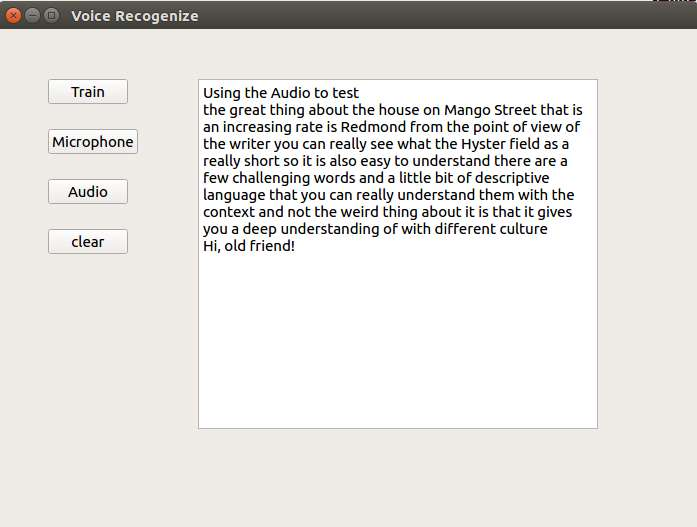 Voice Recogenize
Train
Microphone
Audio
clear
Using the Audio to test
the great thing about the house on Mango Street that is
an increasing rate is Redmond from the point of view of
the writer you can really see what the Hyster field as a
really short so it is also easy to understand there are a
few challenging words and a little bit of descriptive
language that you can really understand them with the
context and not the weird thing about it is that it gives
you a deep understanding of with different culture
Hi, old friend!